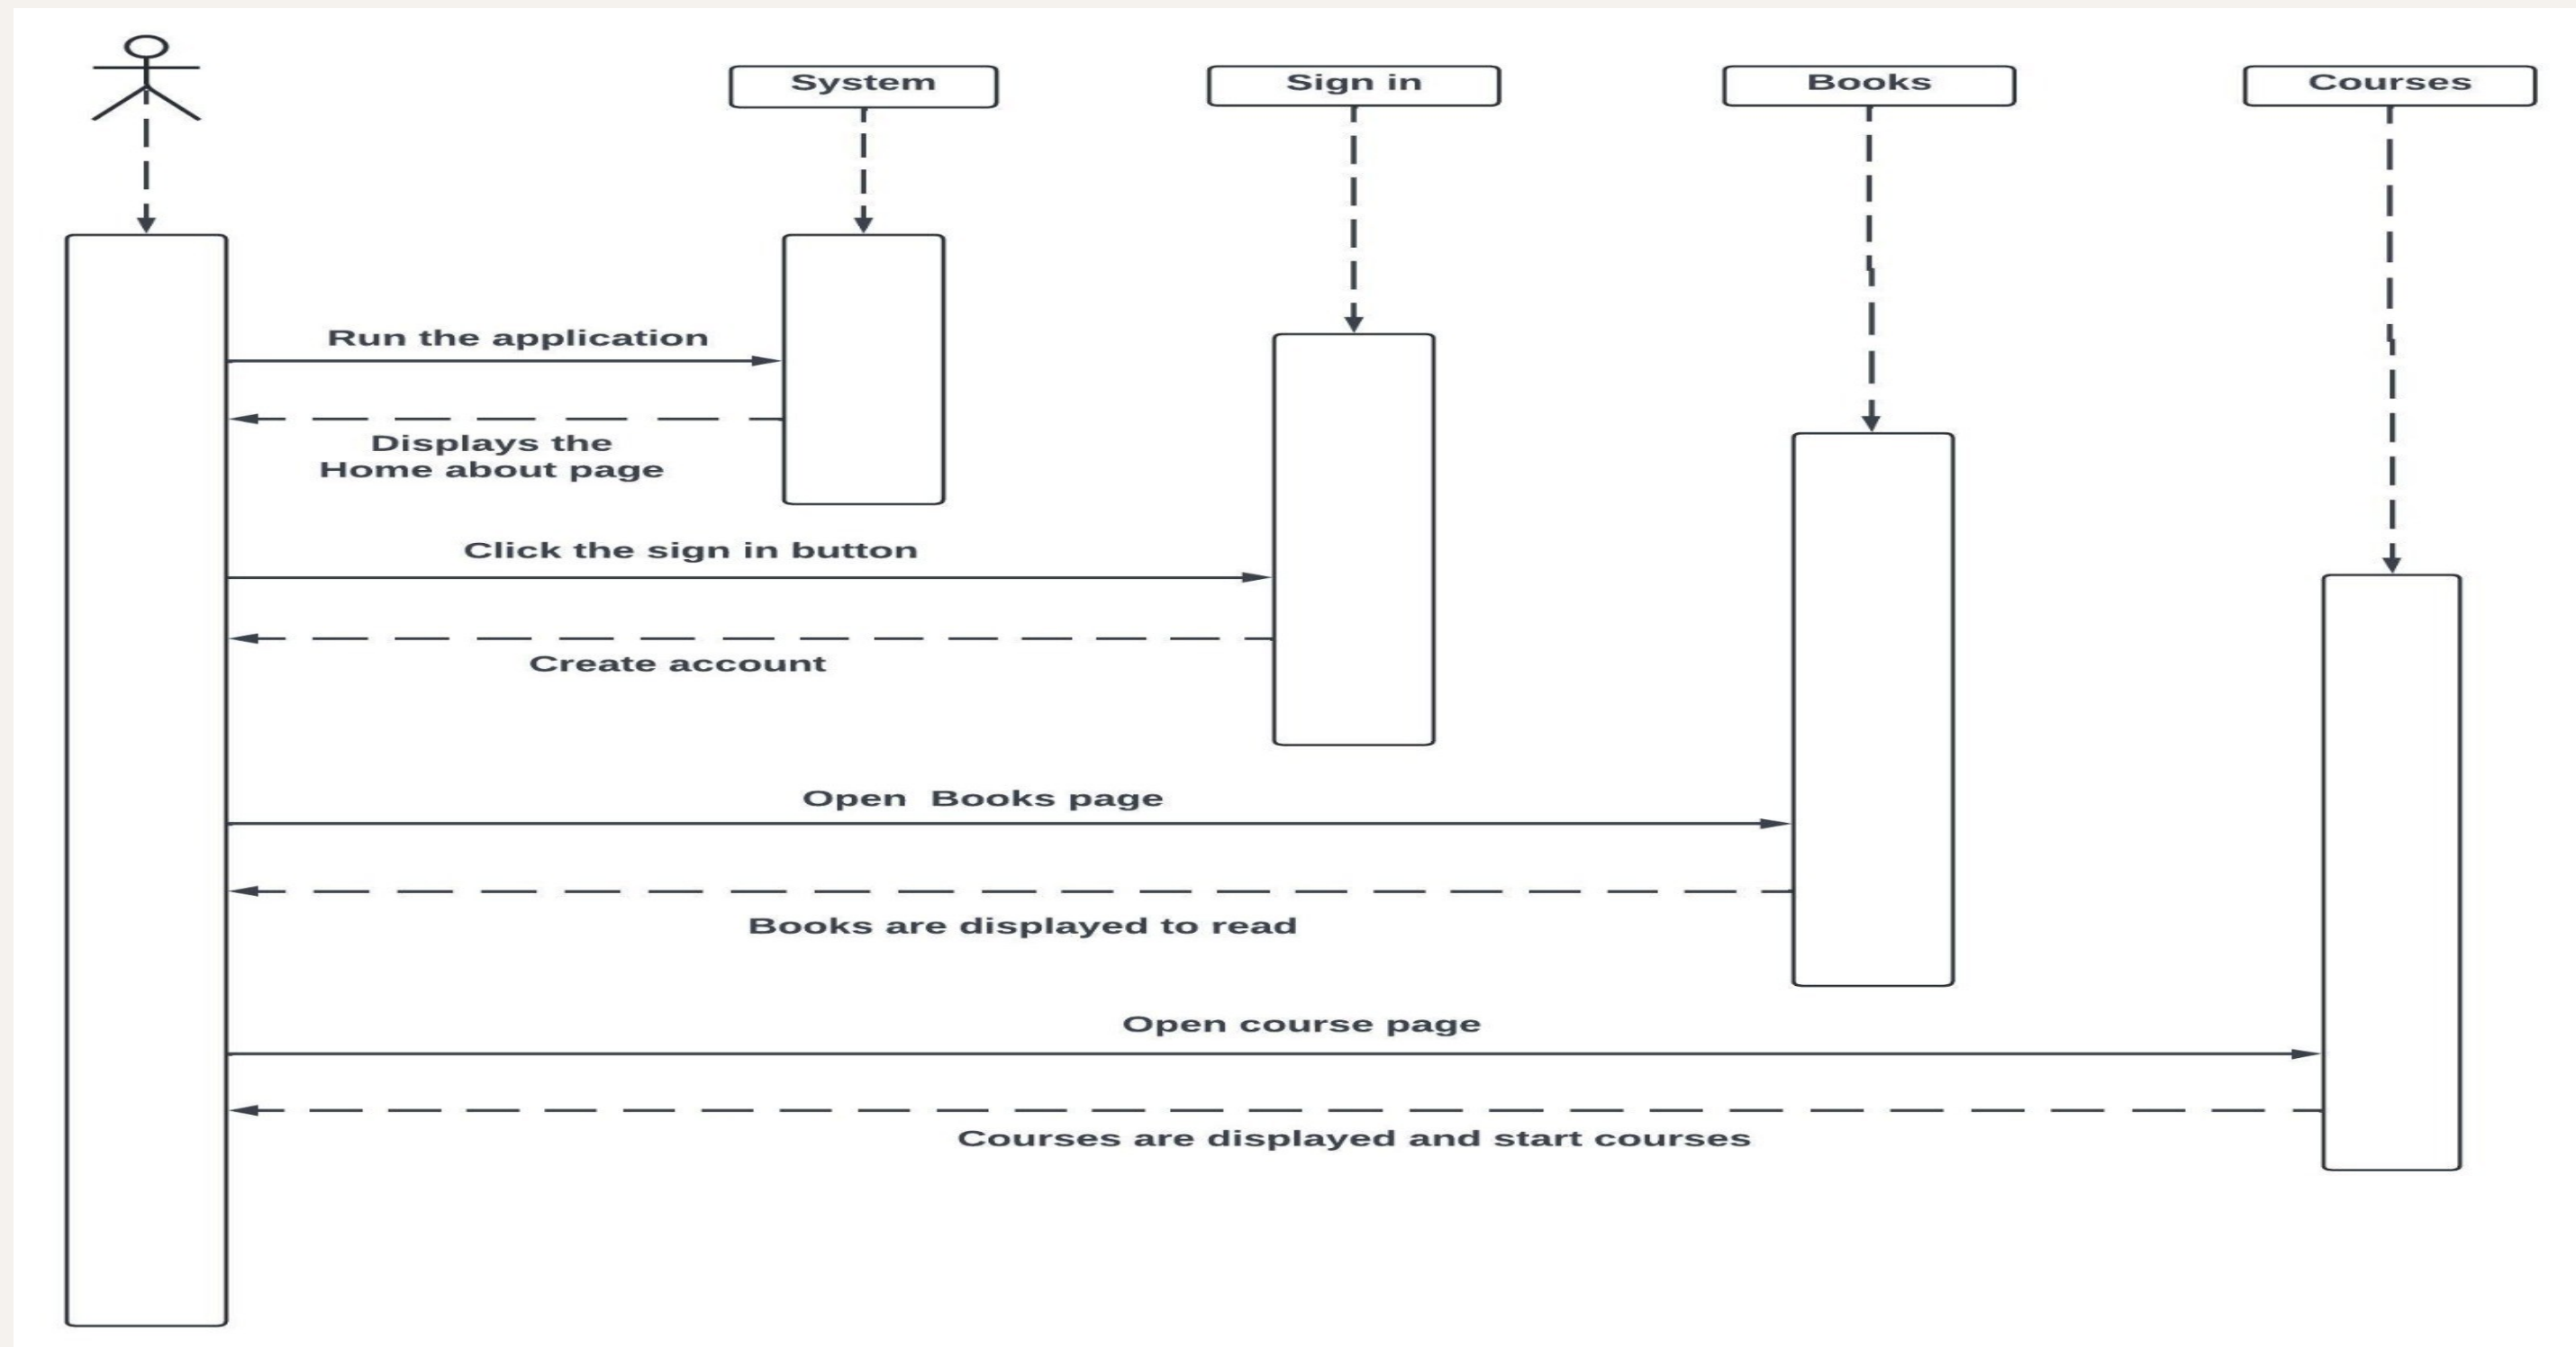 System
Sign in
Books
Courses
Run the application
Displays the
Home about page
Click the sign in button
Create account
Open  Books page
Books are displayed to read
Open course page
Courses are displayed and start courses